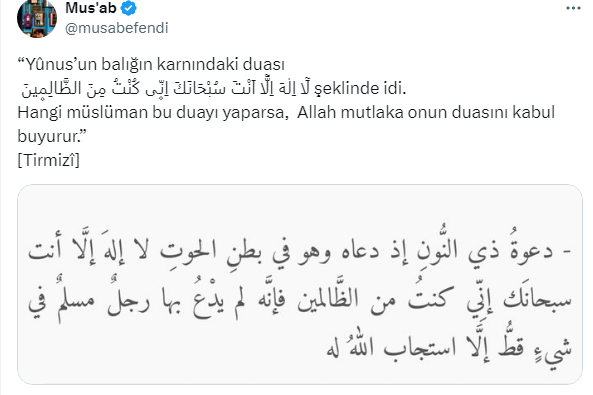 Mus'ab
@musabefendi
“Yûnus’un balığın karnındaki duası
لَٓا اِلٰهَ اِلَّٓا اَنْتَ سُبْحَانَكَ اِنّ۪ى كُنْتُ مِنَ الظَّالِم۪ينَ şeklinde idi.
Hangi müslüman bu duayı yaparsa, Allah mutlaka onun duasını kabul
buyurur.”
[Tirmizî]
- دعوةُ ذي النُّونِ إذ دعاه وهو في بطنِ الحوتِ لا إلهَ إلَّا أنت
سبحانَك إنِّي كنتُ من الظَّالمين فإنَّه لم يدْعُ بها رجلٌ مسلمٌ في
شيءٍ قطُّ إلَّا استجاب اللهُ له